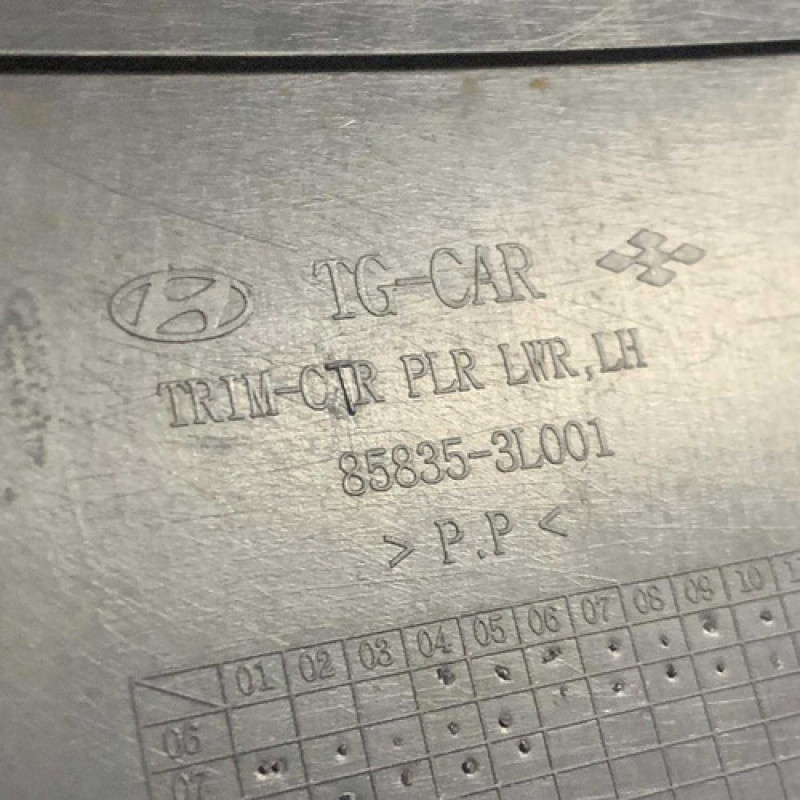 TG-CAR
TRIM-CTR PLR LWR,LH
85835-3L001
> P.P <
01 02 03 04 05 06 07 08 09 10
06
07